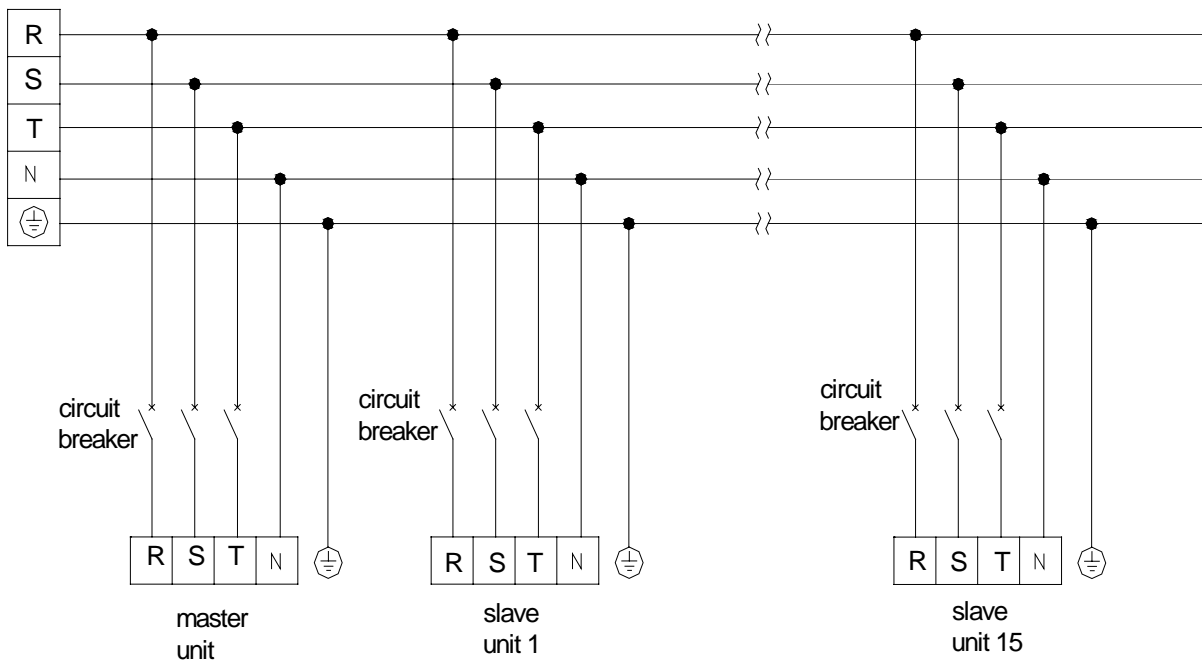 R
S
T
N
circuit
breaker
circuit
breaker
circuit
breaker
R S T N
R S T N
R S T N
master
unit
slave
unit 1
slave
unit 15